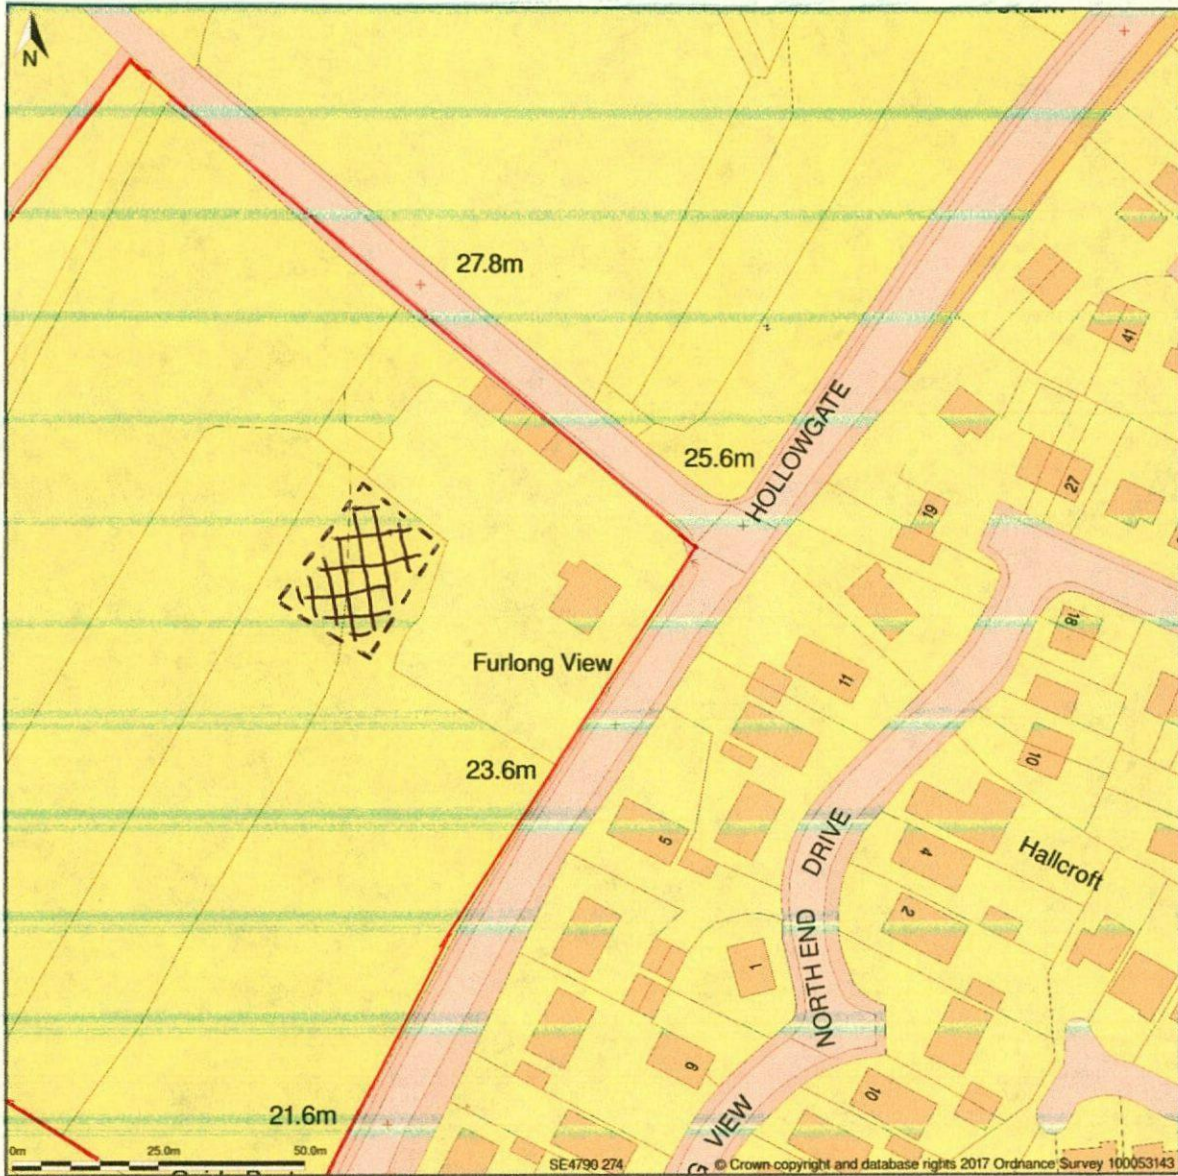 N
27.8m
41
HOLLOWGATE
25.6m
27
19
18
11
Furlong View
10
23.6m
5
DRIVE
4
Hallcroft
2
1
NORTH END
6
10
21.6m
VIEW
0m 25.0m 50.0m
SE4790 274
© Crown copyright and database rights 2017 Ordnance Survey 100053143